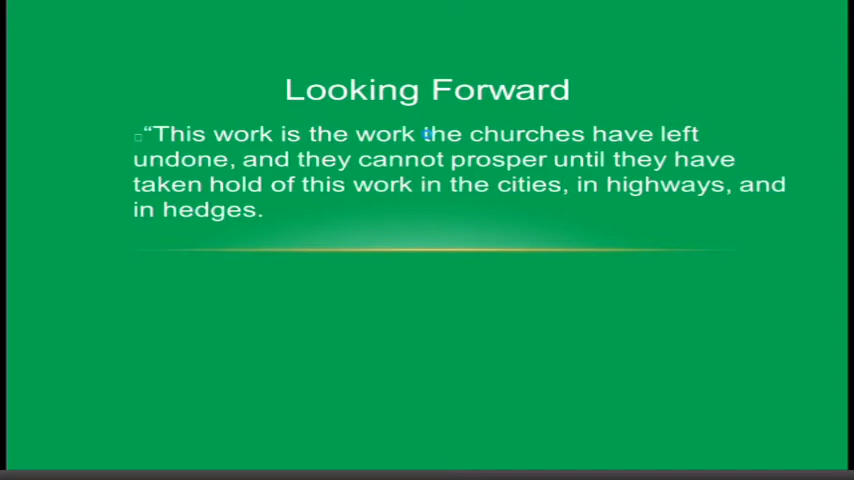 Looking Forward
“This work is the work the churches have left
undone, and they cannot prosper until they have
taken hold of this work in the cities, in highways, and
in hedges.